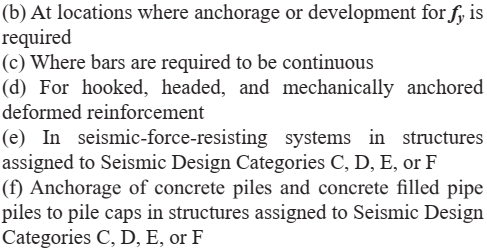 (b) At locations where anchorage or development for fy is
required
(c) Where bars are required to be continuous
(d) For hooked, headed, and mechanically anchored
deformed reinforcement
(e) In seismic-force-resisting systems in structures
assigned to Seismic Design Categories C, D, E, or F
(f) Anchorage of concrete piles and concrete filled pipe
piles to pile caps in structures assigned to Seismic Design
Categories C, D, E, or F